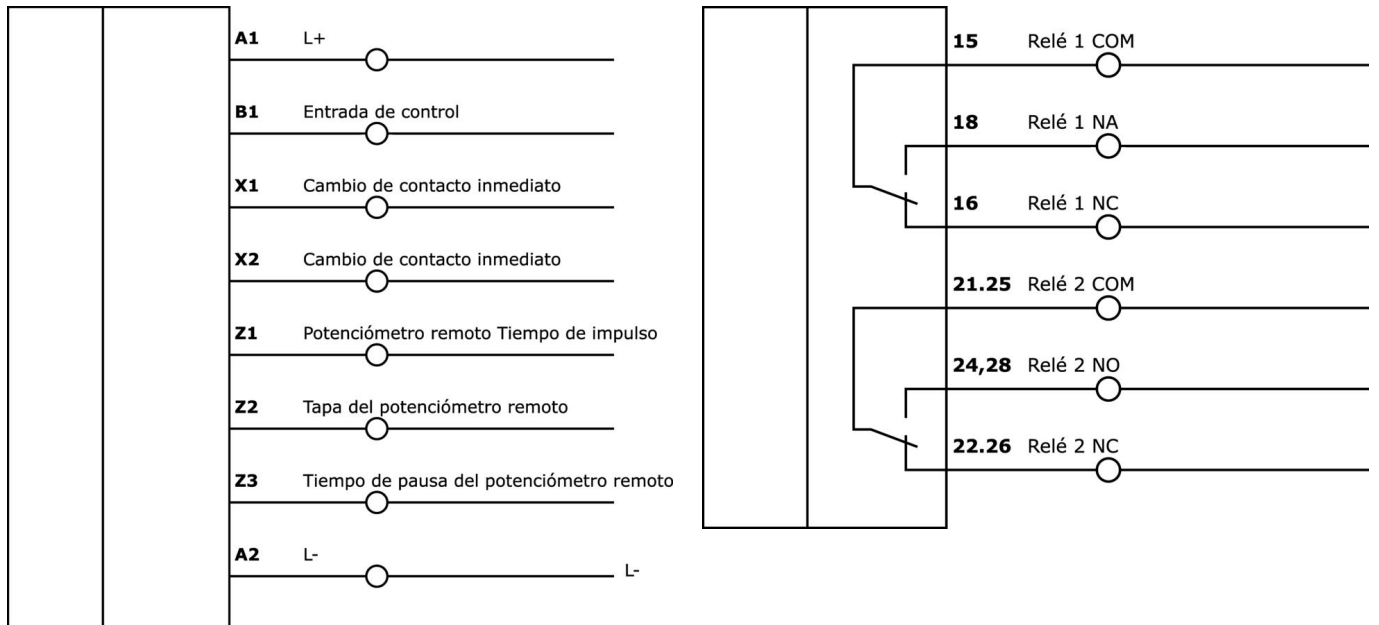 A1 L+
B1 Entrada de control
X1 Cambio de contacto inmediato
X2 Cambio de contacto inmediato
Z1 Potenciómetro remoto Tiempo de impulso
Z2 Tapa del potenciómetro remoto
Z3 Tiempo de pausa del potenciómetro remoto
A2 L-
L-
15 Relé 1 COM
18 Relé 1 NA
16 Relé 1 NC
21.25 Relé 2 COM
24,28 Relé 2 NO
22.26 Relé 2 NC